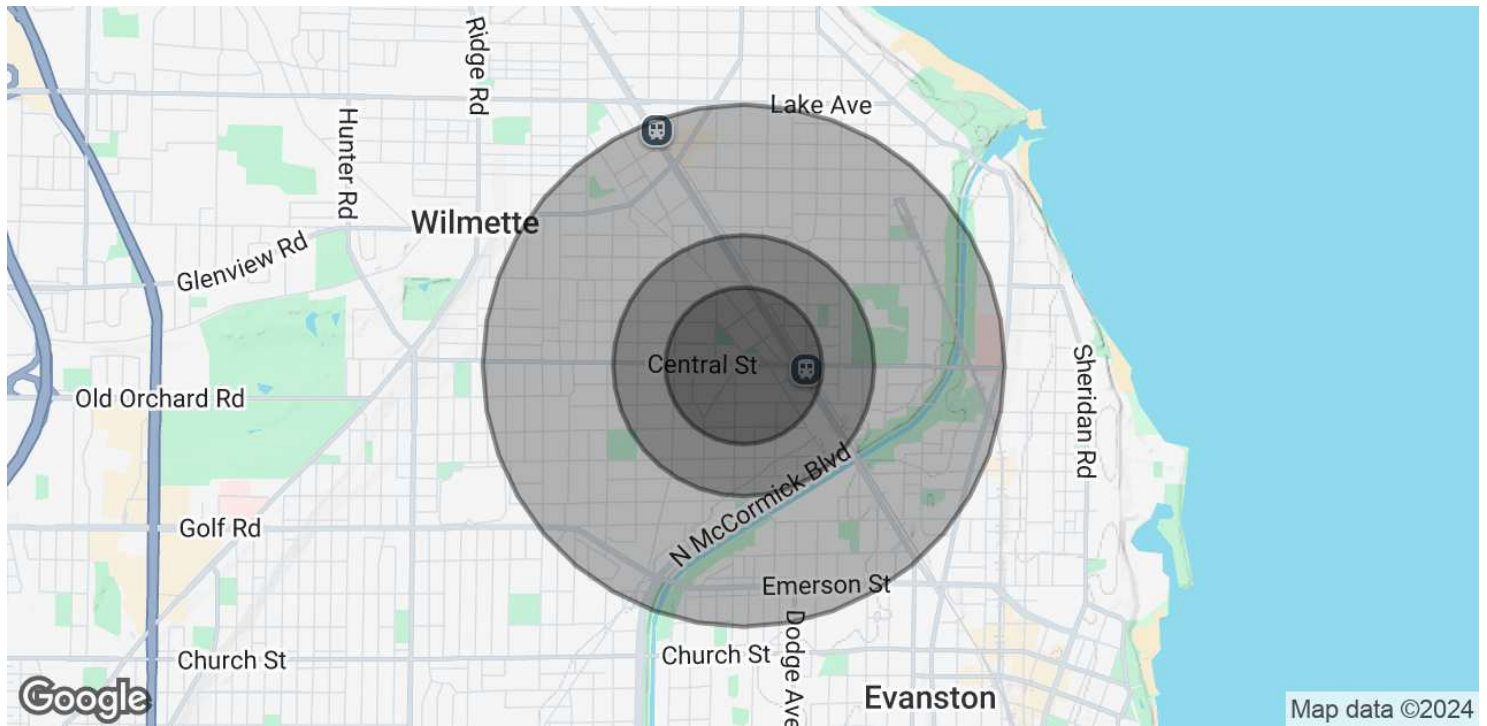 Ridge Rd
Lake Ave
Hunter Rd
Wilmette
Glenview Rd
Central St
Old Orchard Rd
Sheridan Rd
N McCormick Blvd
Golf Rd
Emerson St
Dodge Ave
Church St
Church St
Evanston
Google
Map data ©2024